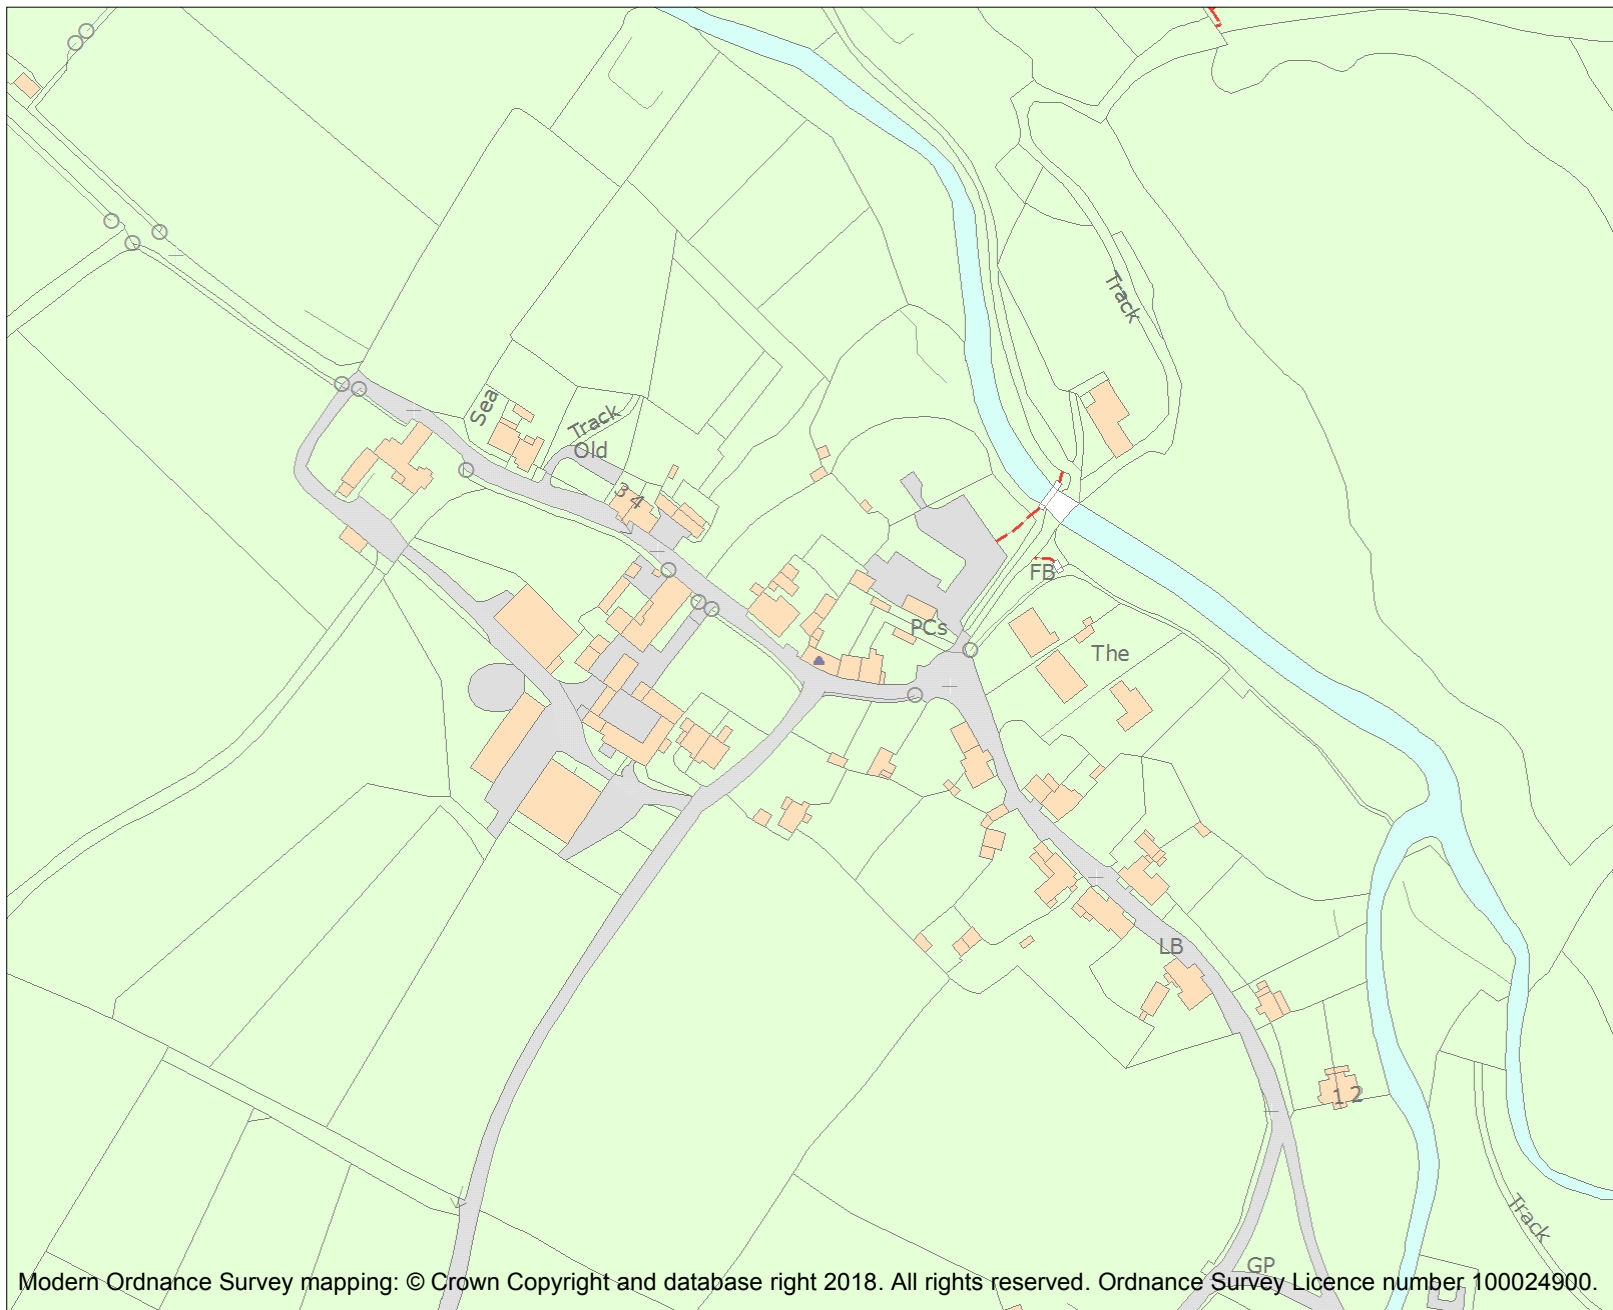 Track
Sea
Track
Old
3 4
FB
PCs
The
LB
1 2
Track
GP
Modern Ordnance Survey mapping: © Crown Copyright and database right 2018. All rights reserved. Ordnance Survey Licence number 100024900.